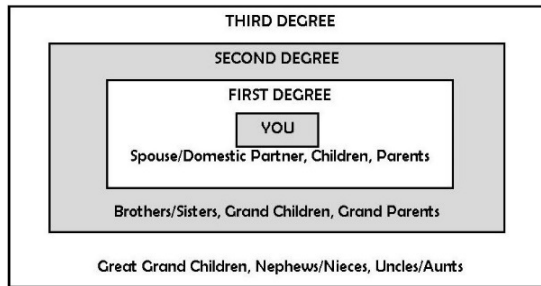 THIRD DEGREE
SECOND DEGREE
FIRST DEGREE
YOU
Spouse/Domestic Partner, Children, Parents
Brothers/Sisters, Grand Children, Grand Parents
Great Grand Children, Nephews/Nieces, Uncles/Aunts